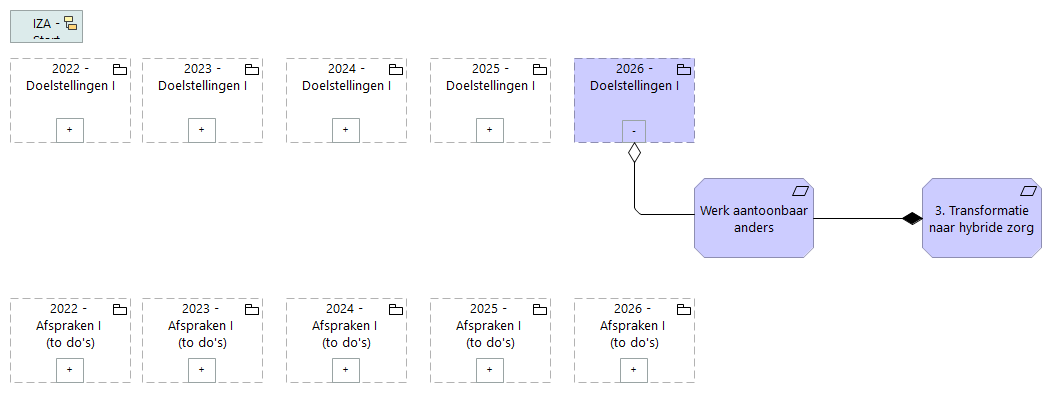 IZA -
Start
2022 -
Doelstellingen I
+
2023 -
Doelstellingen I
+
2024 -
Doelstellingen I
+
2025 -
Doelstellingen I
+
2026 -
Doelstellingen I
-
Werk aantoonbaar
anders
3. Transformatie
naar hybride zorg
2022 -
Afspraken I
(to do's)
+
2023 -
Afspraken I
(to do's)
+
2024 -
Afspraken I
(to do's)
+
2025 -
Afspraken I
(to do's)
+
2026 -
Afspraken I
(to do's)
+